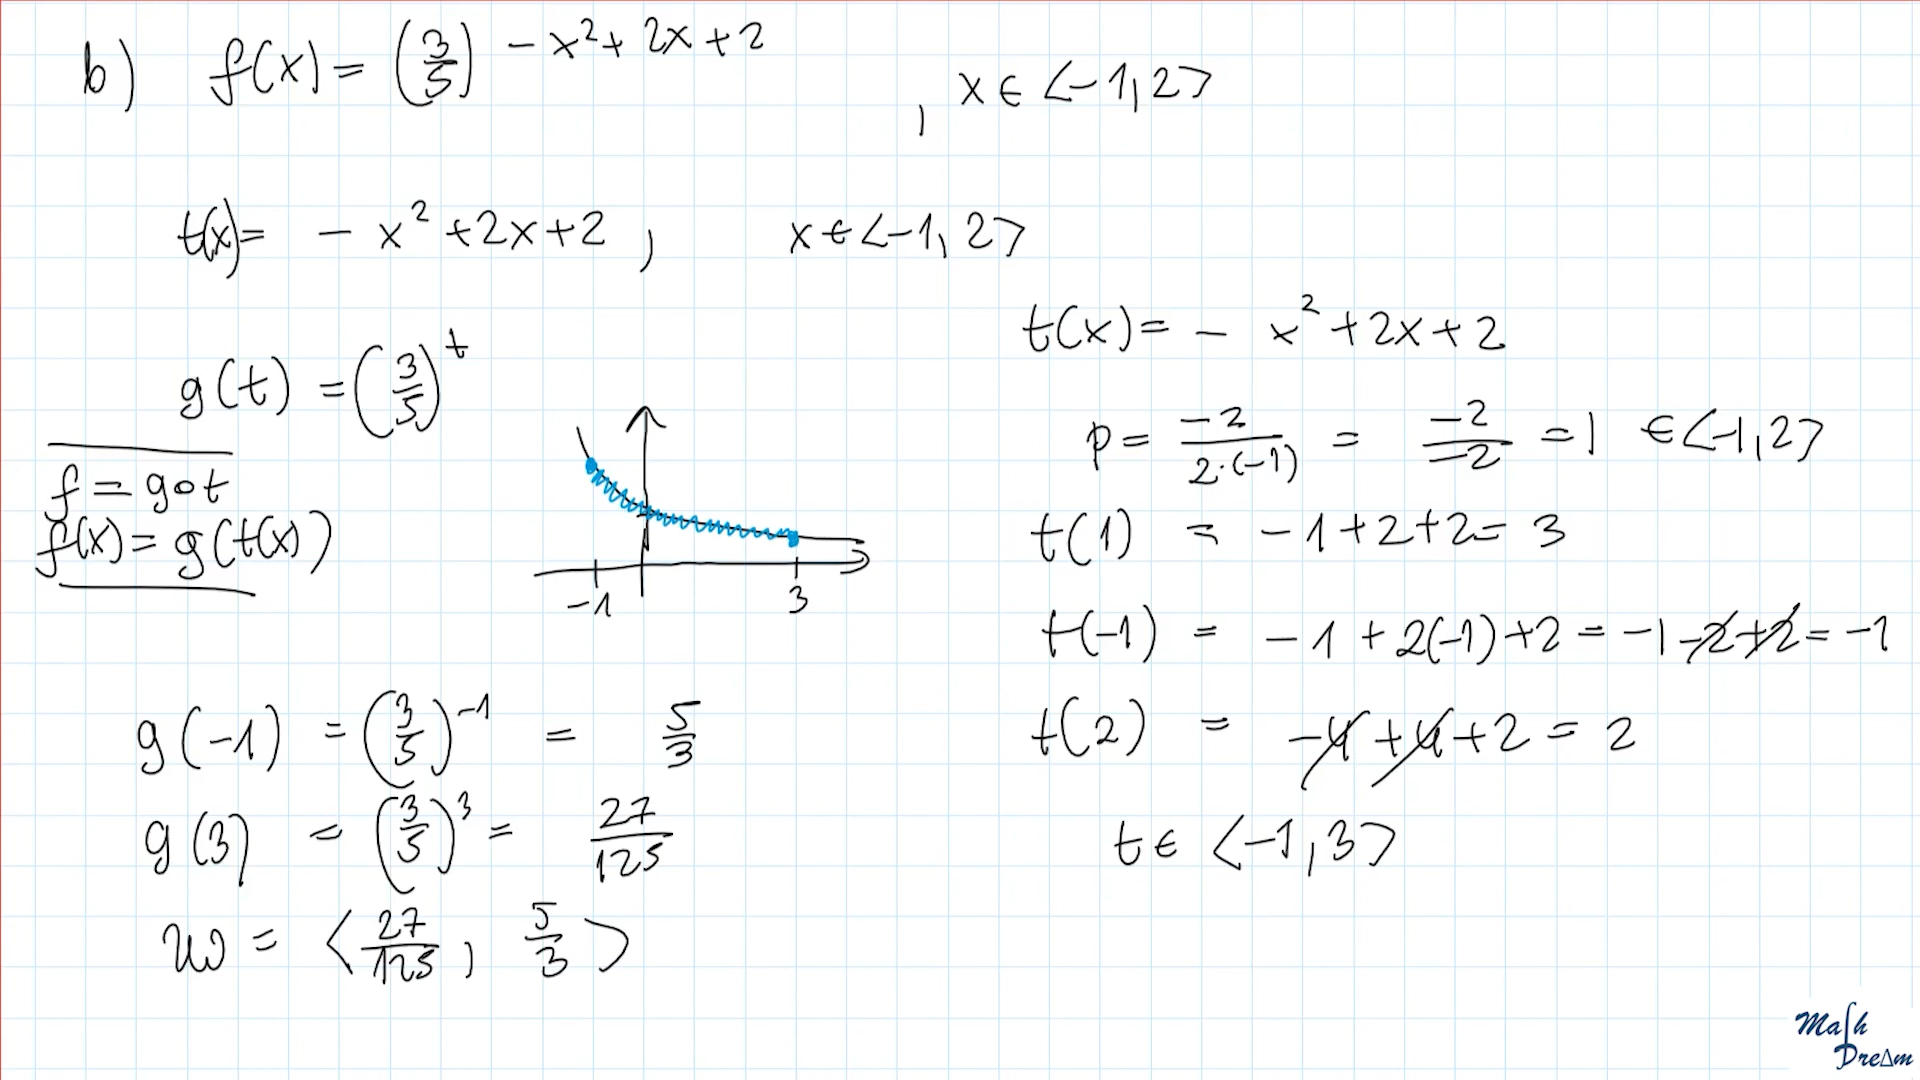 b) f(x) = (3/5)^(-x²+2x+2) , x ∈ <-1,2>
t(x) = -x²+2x+2 , x ∈ <-1,2>
g(t) = (3/5)^t
f = g∘t
f(x) = g(t(x))
-1 3
g(-1) = (3/5)^(-1) = 5/3
g(3) = (3/5)^3 = 27/125
ZW = <27/125, 5/3>
t(x) = -x²+2x+2
p = -2/(2·(-1)) = -2/-2 = 1 ∈ <-1,2>
t(1) = -1+2+2 = 3
t(-1) = -1+2(-1)+2 = -1-2+2 = -1
t(2) = -4+4+2 = 2
t ∈ <-1,3>
Ma∫h
Dre∆m